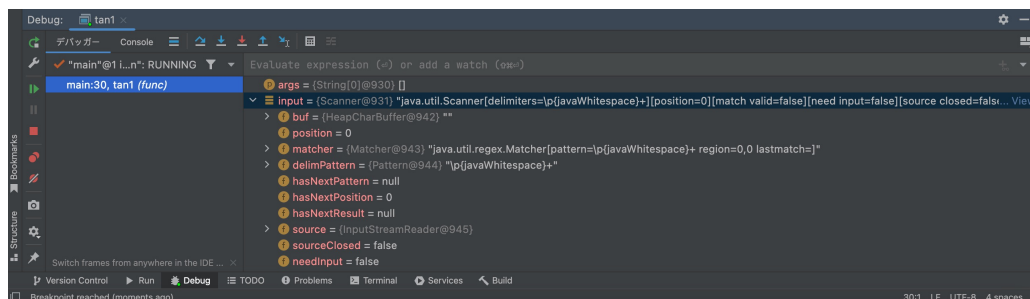 Debug: tan1
デバッガー Console
"main"@1 i...n": RUNNING
Evaluate expression (⏎) or add a watch (⇧⌘⏎)
main:30, tan1 (func)
args = {String[0]@930} []
input = {Scanner@931} "java.util.Scanner[delimiters=\p{javaWhitespace}+][position=0][match valid=false][need input=false][source closed=false... View
buf = {HeapCharBuffer@942} ""
position = 0
matcher = {Matcher@943} "java.util.regex.Matcher[pattern=\p{javaWhitespace}+ region=0,0 lastmatch=]"
delimPattern = {Pattern@944} "\p{javaWhitespace}+"
hasNextPattern = null
hasNextPosition = 0
hasNextResult = null
source = {InputStreamReader@945}
sourceClosed = false
needInput = false
Bookmarks
Structure
Switch frames from anywhere in the IDE ...
Version Control Run Debug TODO Problems Terminal Services Build
Breakpoint reached (moments ago) 30:1 LF UTF-8 4 spaces